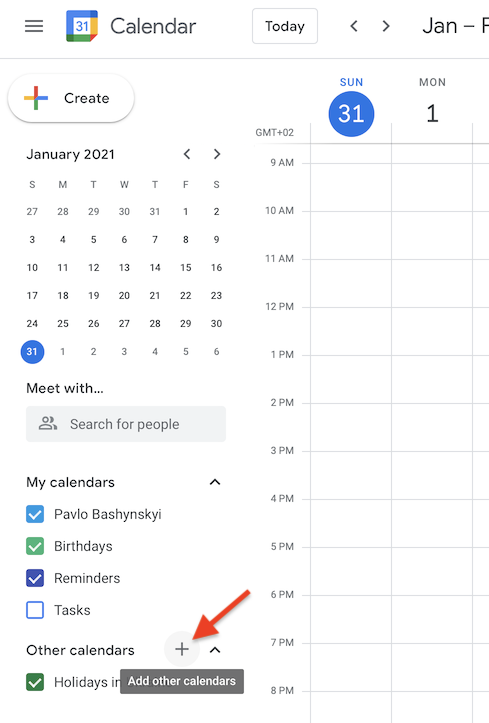 31 Calendar Today Jan – F
Create
SUN MON
31 1
GMT+02
January 2021
S M T W T F S
27 28 29 30 31 1 2
3 4 5 6 7 8 9
10 11 12 13 14 15 16
17 18 19 20 21 22 23
24 25 26 27 28 29 30
31 1 2 3 4 5 6
Meet with...
Search for people
My calendars
Pavlo Bashynskyi
Birthdays
Reminders
Tasks
Other calendars
Holidays in
Add other calendars
9 AM
10 AM
11 AM
12 PM
1 PM
2 PM
3 PM
4 PM
5 PM
6 PM
7 PM
8 PM